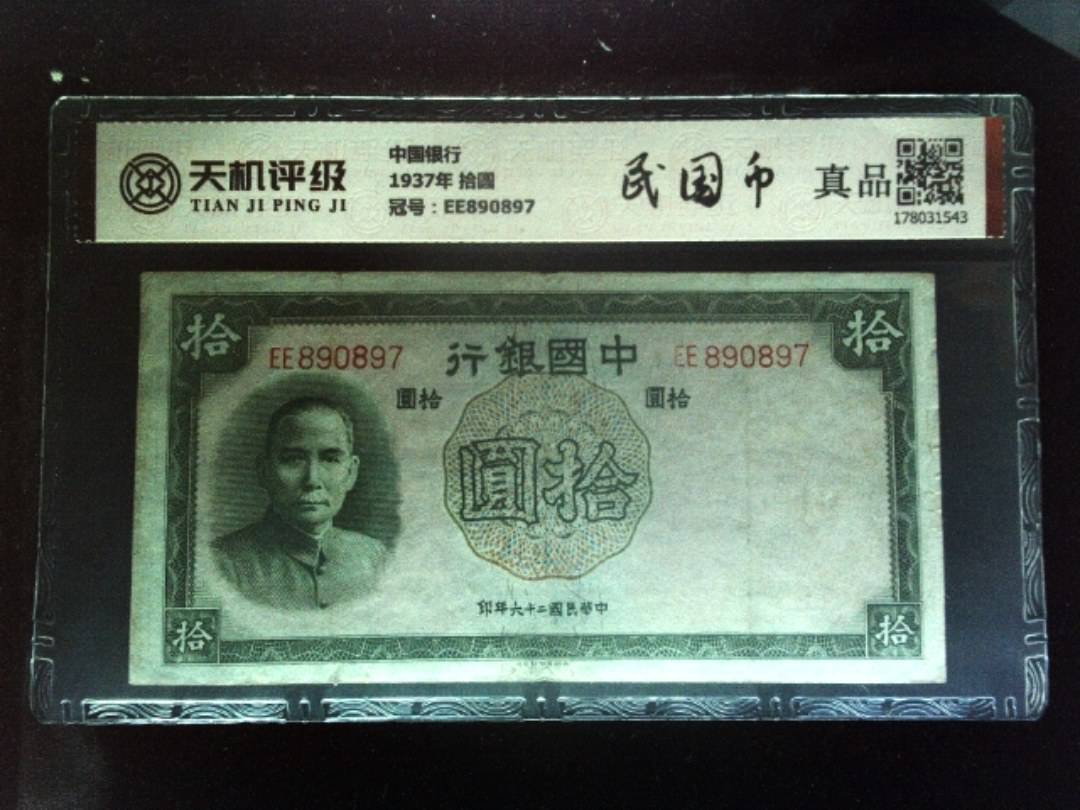 天机评级
TIAN JI PING JI
中国银行
1937年 拾圆
冠号：EE890897
民国币
真品
178031543
拾
拾
EE890897
行銀國中
EE890897
圓拾
圓拾
圓拾
印年六十二國民華中
拾
拾